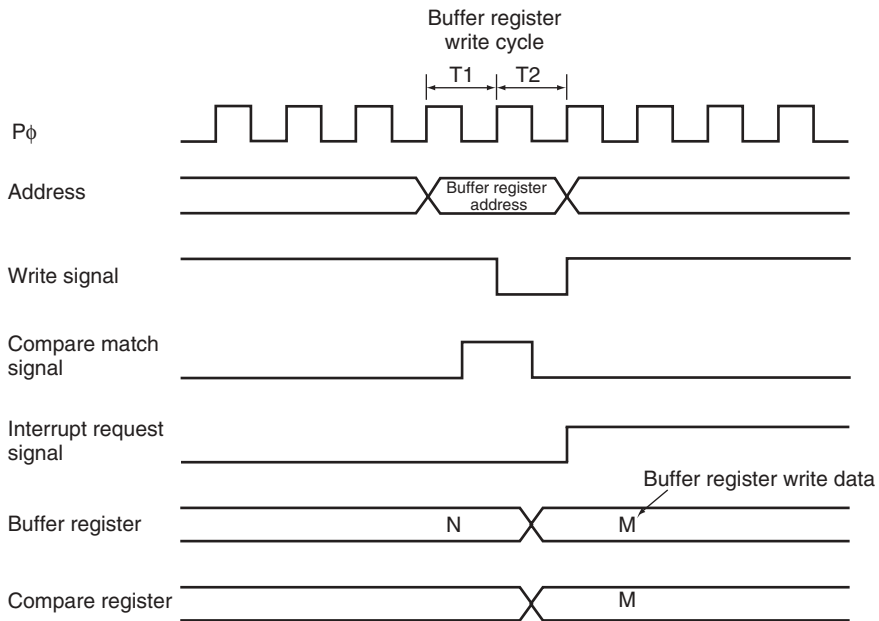 Buffer register
write cycle
T1 T2
Pϕ
Address
Buffer register
address
Write signal
Compare match
signal
Interrupt request
signal
Buffer register write data
Buffer register N M
Compare register M